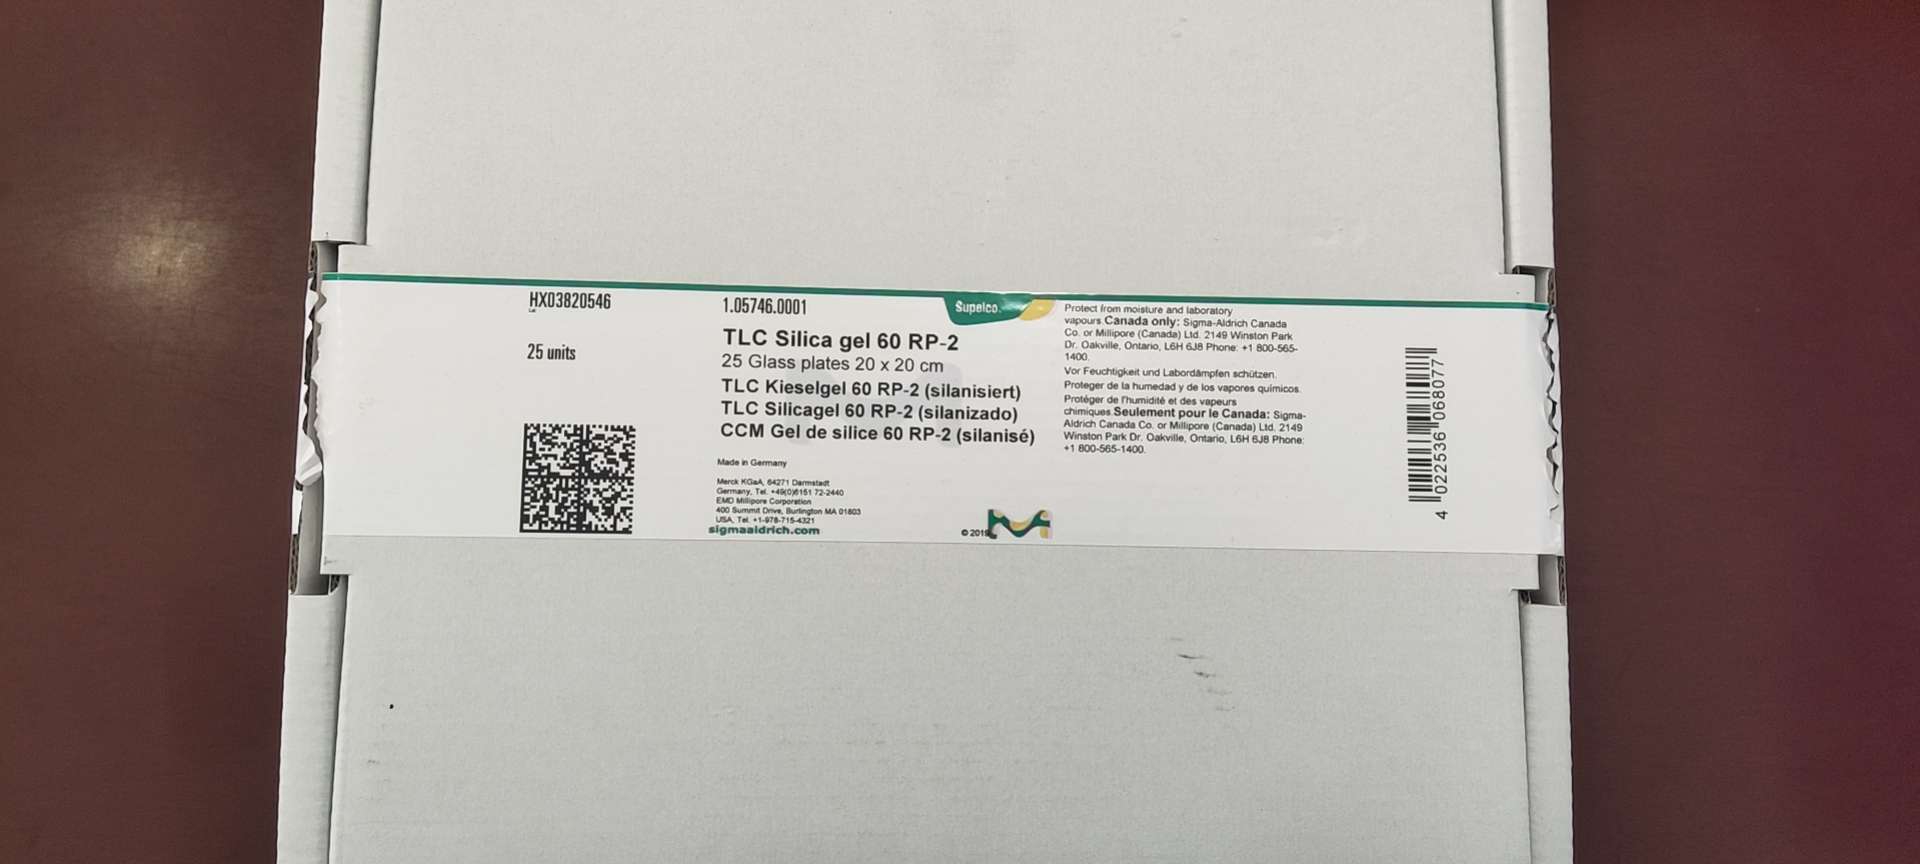 HX03820546
Lot
25 units
1.05746.0001
TLC Silica gel 60 RP-2
25 Glass plates 20 x 20 cm
TLC Kieselgel 60 RP-2 (silanisiert)
TLC Silicagel 60 RP-2 (silanizado)
CCM Gel de silice 60 RP-2 (silanisé)
Made in Germany
Merck KGaA, 64271 Darmstadt
Germany, Tel. +49(0)6151 72-2440
EMD Millipore Corporation
400 Summit Drive, Burlington MA 01803
USA, Tel. +1-978-715-4321
sigmaaldrich.com
Supelco.
© 2019
Protect from moisture and laboratory
vapours Canada only: Sigma-Aldrich Canada
Co. or Millipore (Canada) Ltd. 2149 Winston Park
Dr. Oakville, Ontario, L6H 6J8 Phone: +1 800-565-
1400.
Vor Feuchtigkeit und Labordämpfen schützen.
Proteger de la humedad y de los vapores químicos.
Protéger de l'humidité et des vapeurs
chimiques Seulement pour le Canada: Sigma-
Aldrich Canada Co. or Millipore (Canada) Ltd. 2149
Winston Park Dr. Oakville, Ontario, L6H 6J8 Phone:
+1 800-565-1400.
4 022536 068077